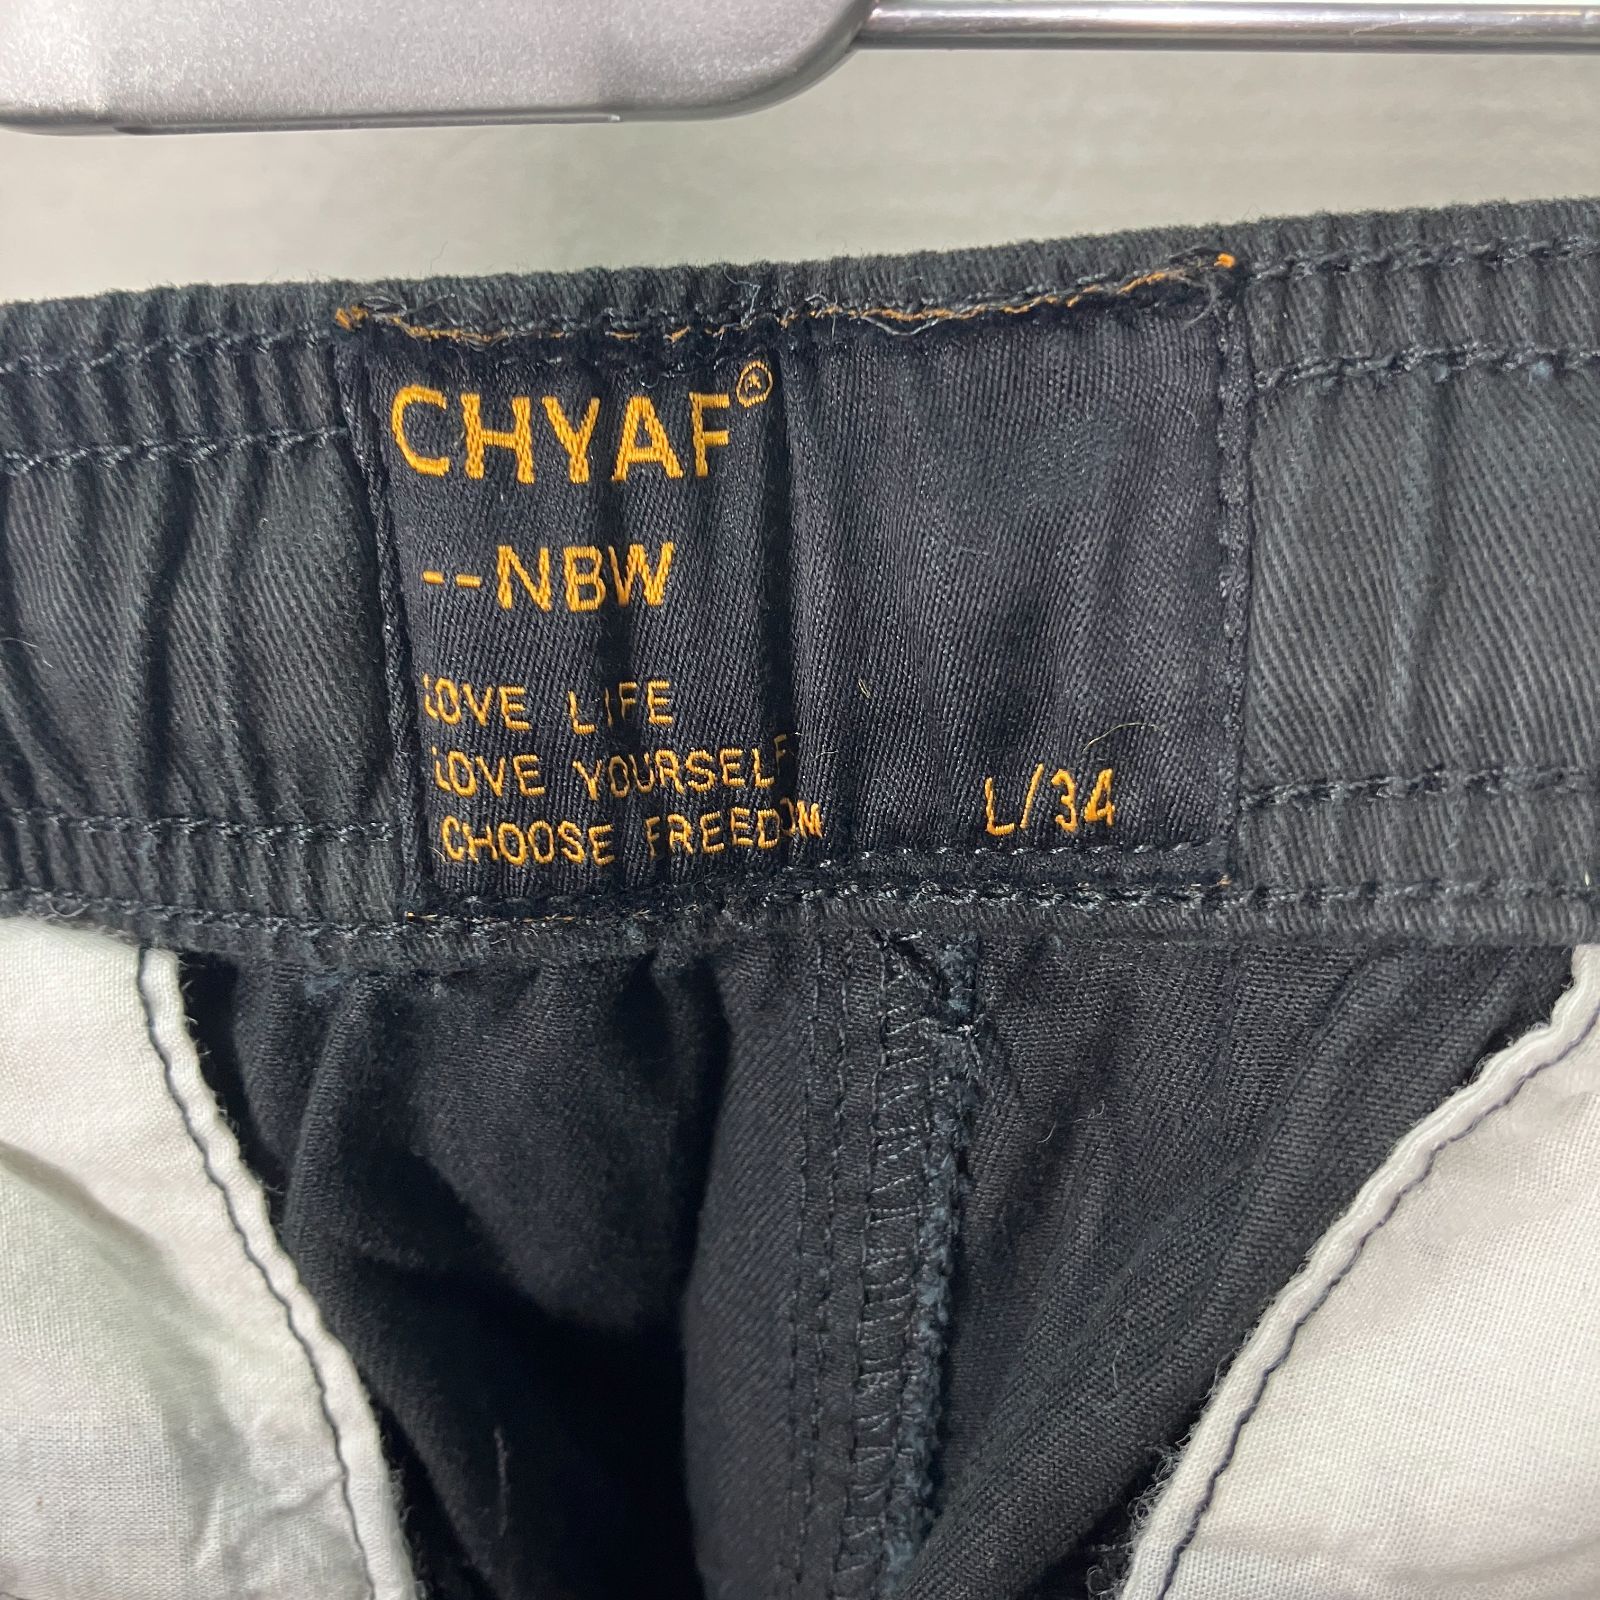 CHYAF®
--NBW
LOVE LIFE
LOVE YOURSELF
CHOOSE FREEDOM
L/34